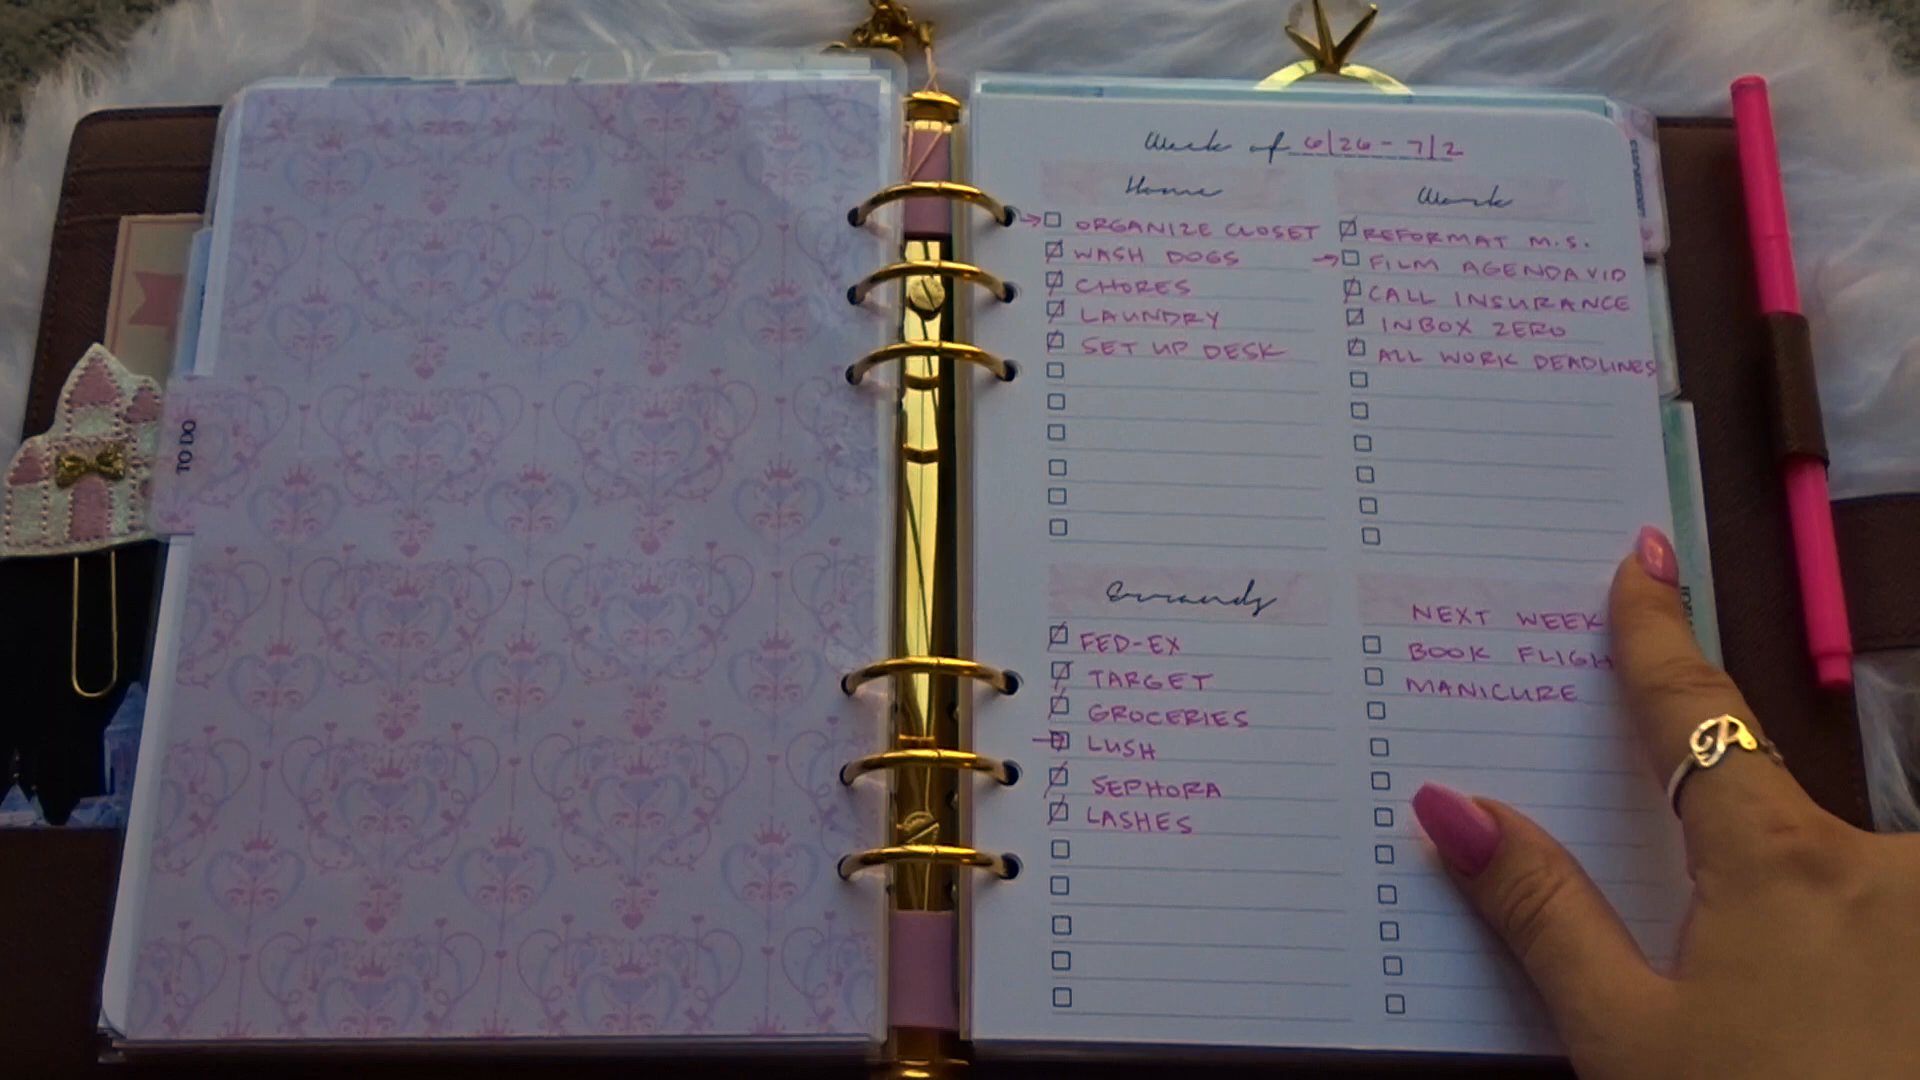 TO DO
Week of 6/26 - 7/2
Home
ORGANIZE CLOSET
WASH DOGS
CHORES
LAUNDRY
SET UP DESK
Work
REFORMAT M.S.
FILM AGENDA VID
CALL INSURANCE
INBOX ZERO
ALL WORK DEADLINES
Errands
FED-EX
TARGET
GROCERIES
LUSH
SEPHORA
LASHES
NEXT WEEK
BOOK FLIGH
MANICURE